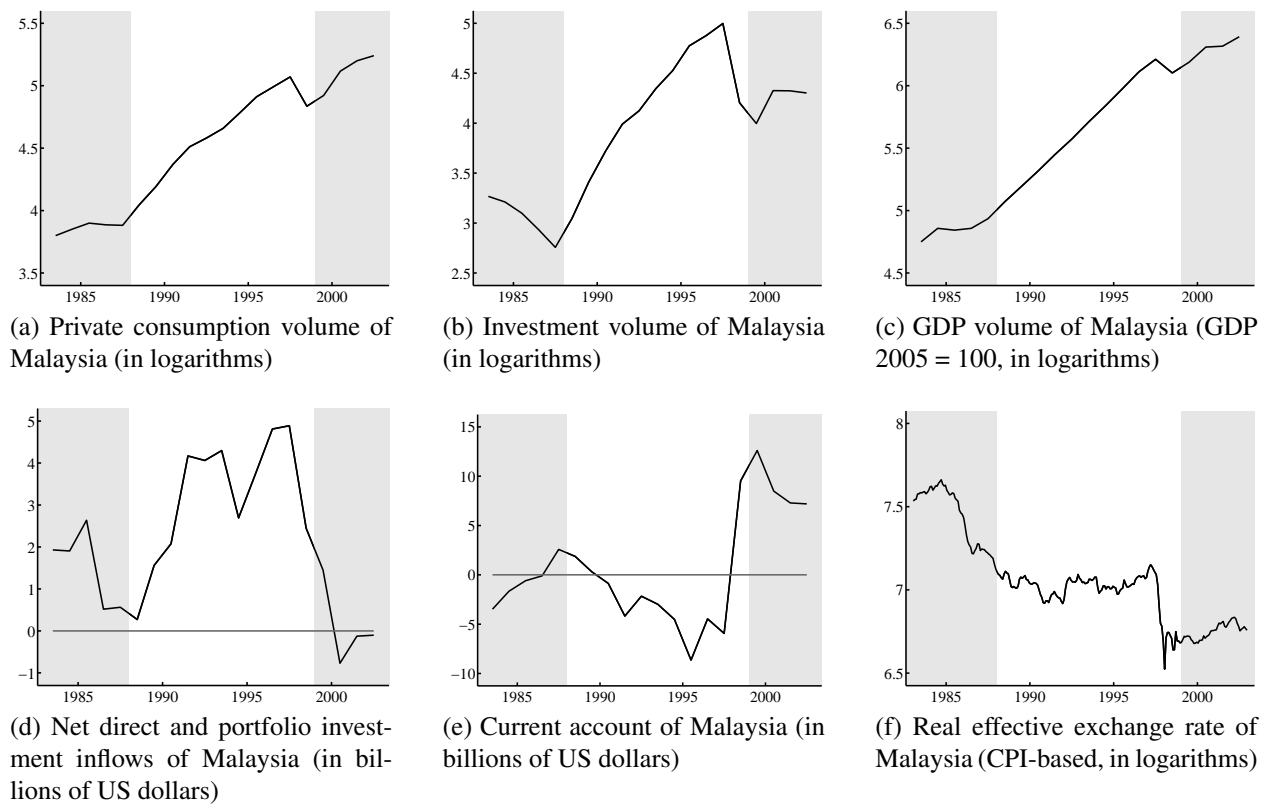 5.5
5
4.5
4
3.5
1985 1990 1995 2000
(a) Private consumption volume of
Malaysia (in logarithms)
5
4.5
4
3.5
3
2.5
1985 1990 1995 2000
(b) Investment volume of Malaysia
(in logarithms)
6.5
6
5.5
5
4.5
1985 1990 1995 2000
(c) GDP volume of Malaysia (GDP
2005 = 100, in logarithms)
5
4
3
2
1
0
−1
1985 1990 1995 2000
(d) Net direct and portfolio invest-
ment inflows of Malaysia (in bil-
lions of US dollars)
15
10
5
0
−5
−10
1985 1990 1995 2000
(e) Current account of Malaysia (in
billions of US dollars)
8
7.5
7
6.5
1985 1990 1995 2000
(f) Real effective exchange rate of
Malaysia (CPI-based, in logarithms)